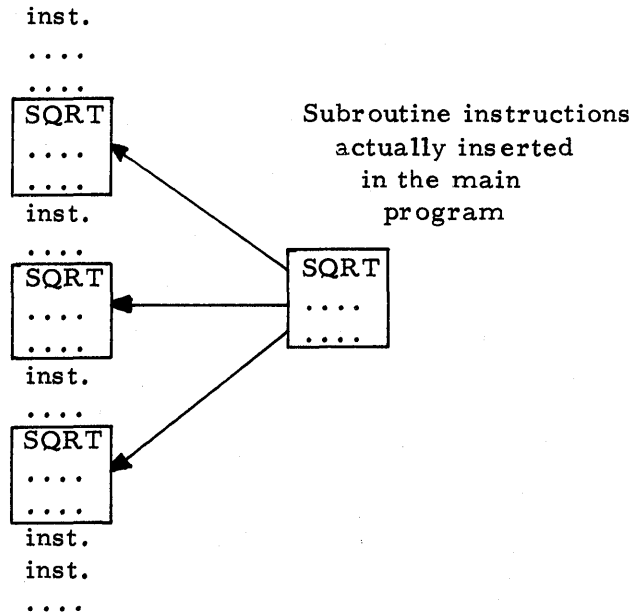 inst.
....
....
SQRT
....
....
inst.
....
SQRT
....
....
inst.
....
SQRT
....
....
inst.
inst.
....
Subroutine instructions
actually inserted
in the main
program
SQRT
....
....